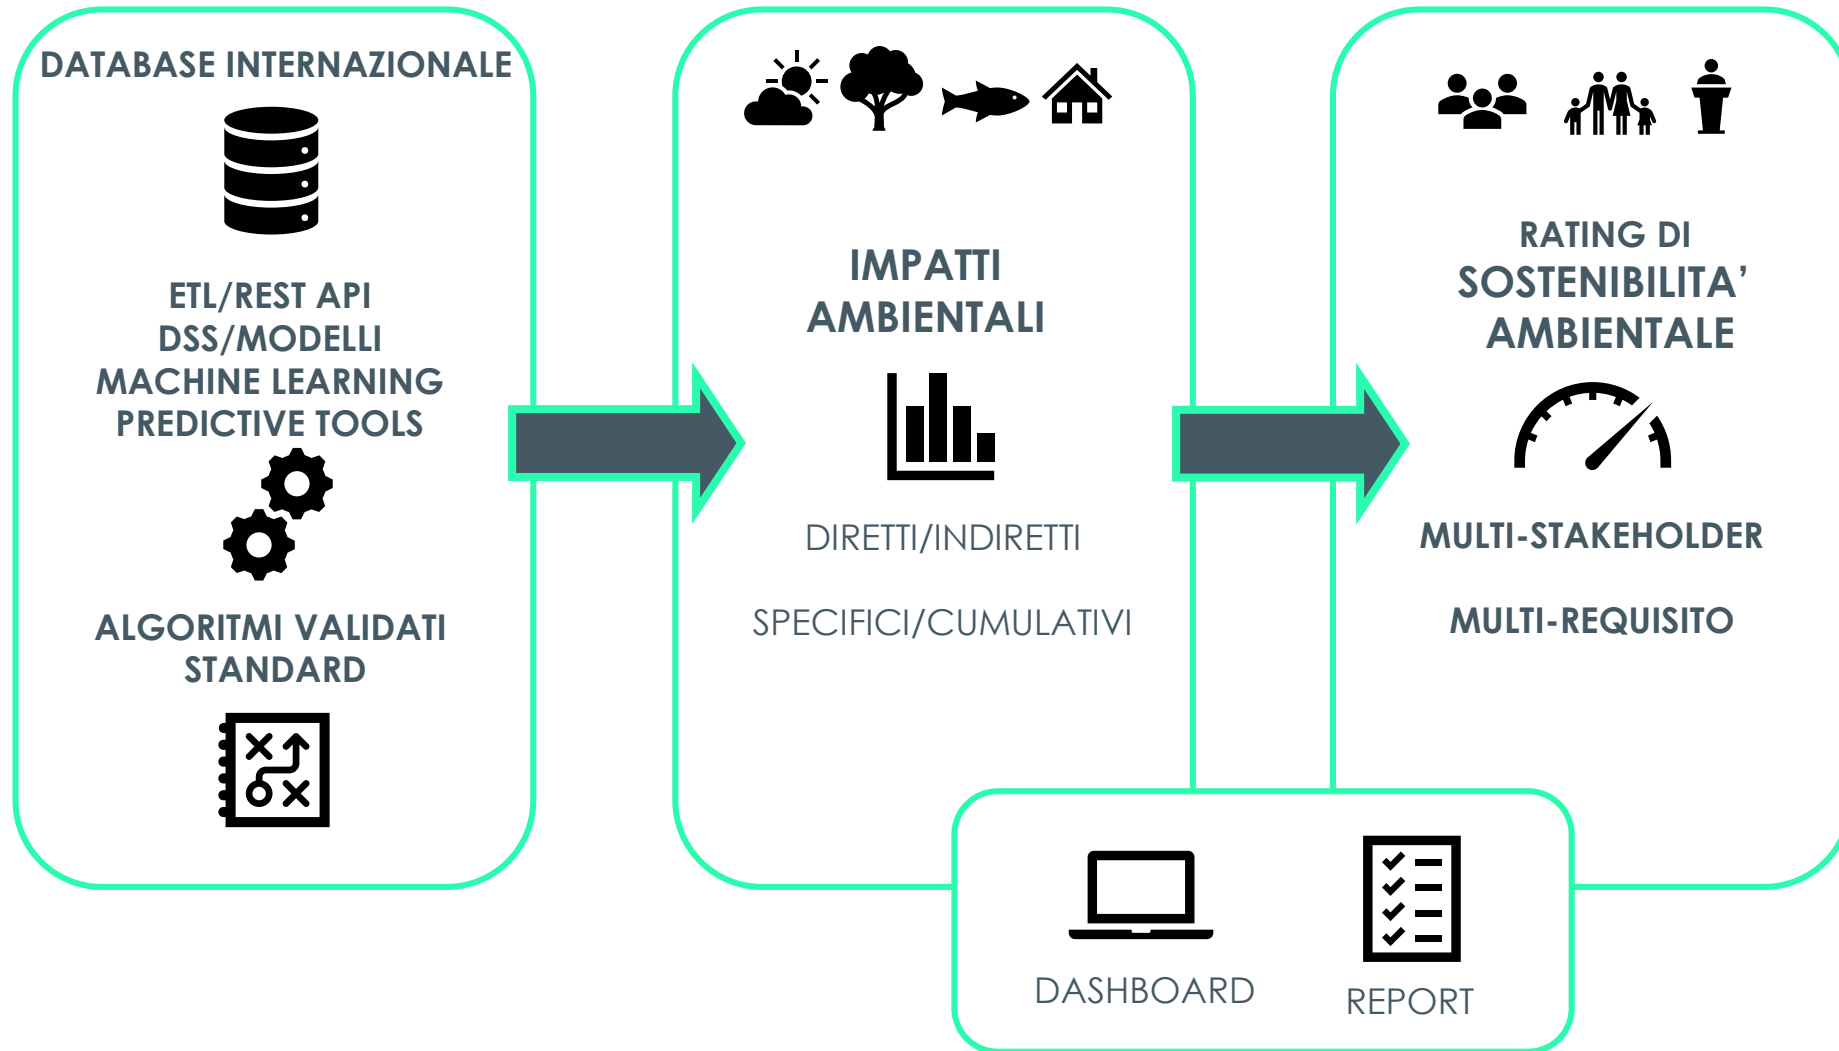 DATABASE INTERNAZIONALE
ETL/REST API
DSS/MODELLI
MACHINE LEARNING
PREDICTIVE TOOLS
ALGORITMI VALIDATI
STANDARD
IMPATTI
AMBIENTALI
DIRETTI/INDIRETTI
SPECIFICI/CUMULATIVI
RATING DI
SOSTENIBILITA’
AMBIENTALE
MULTI-STAKEHOLDER
MULTI-REQUISITO
DASHBOARD
REPORT